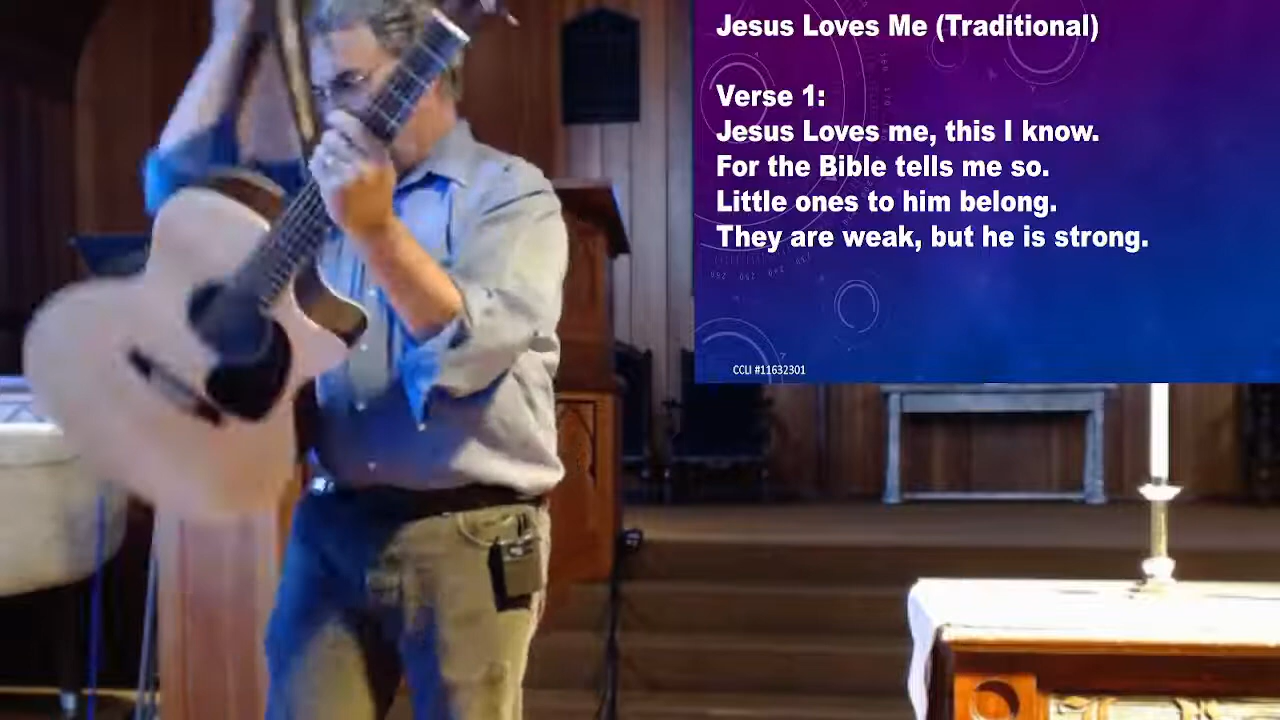 Jesus Loves Me (Traditional)
Verse 1:
Jesus Loves me, this I know.
For the Bible tells me so.
Little ones to him belong.
They are weak, but he is strong.
CCLI #11632301